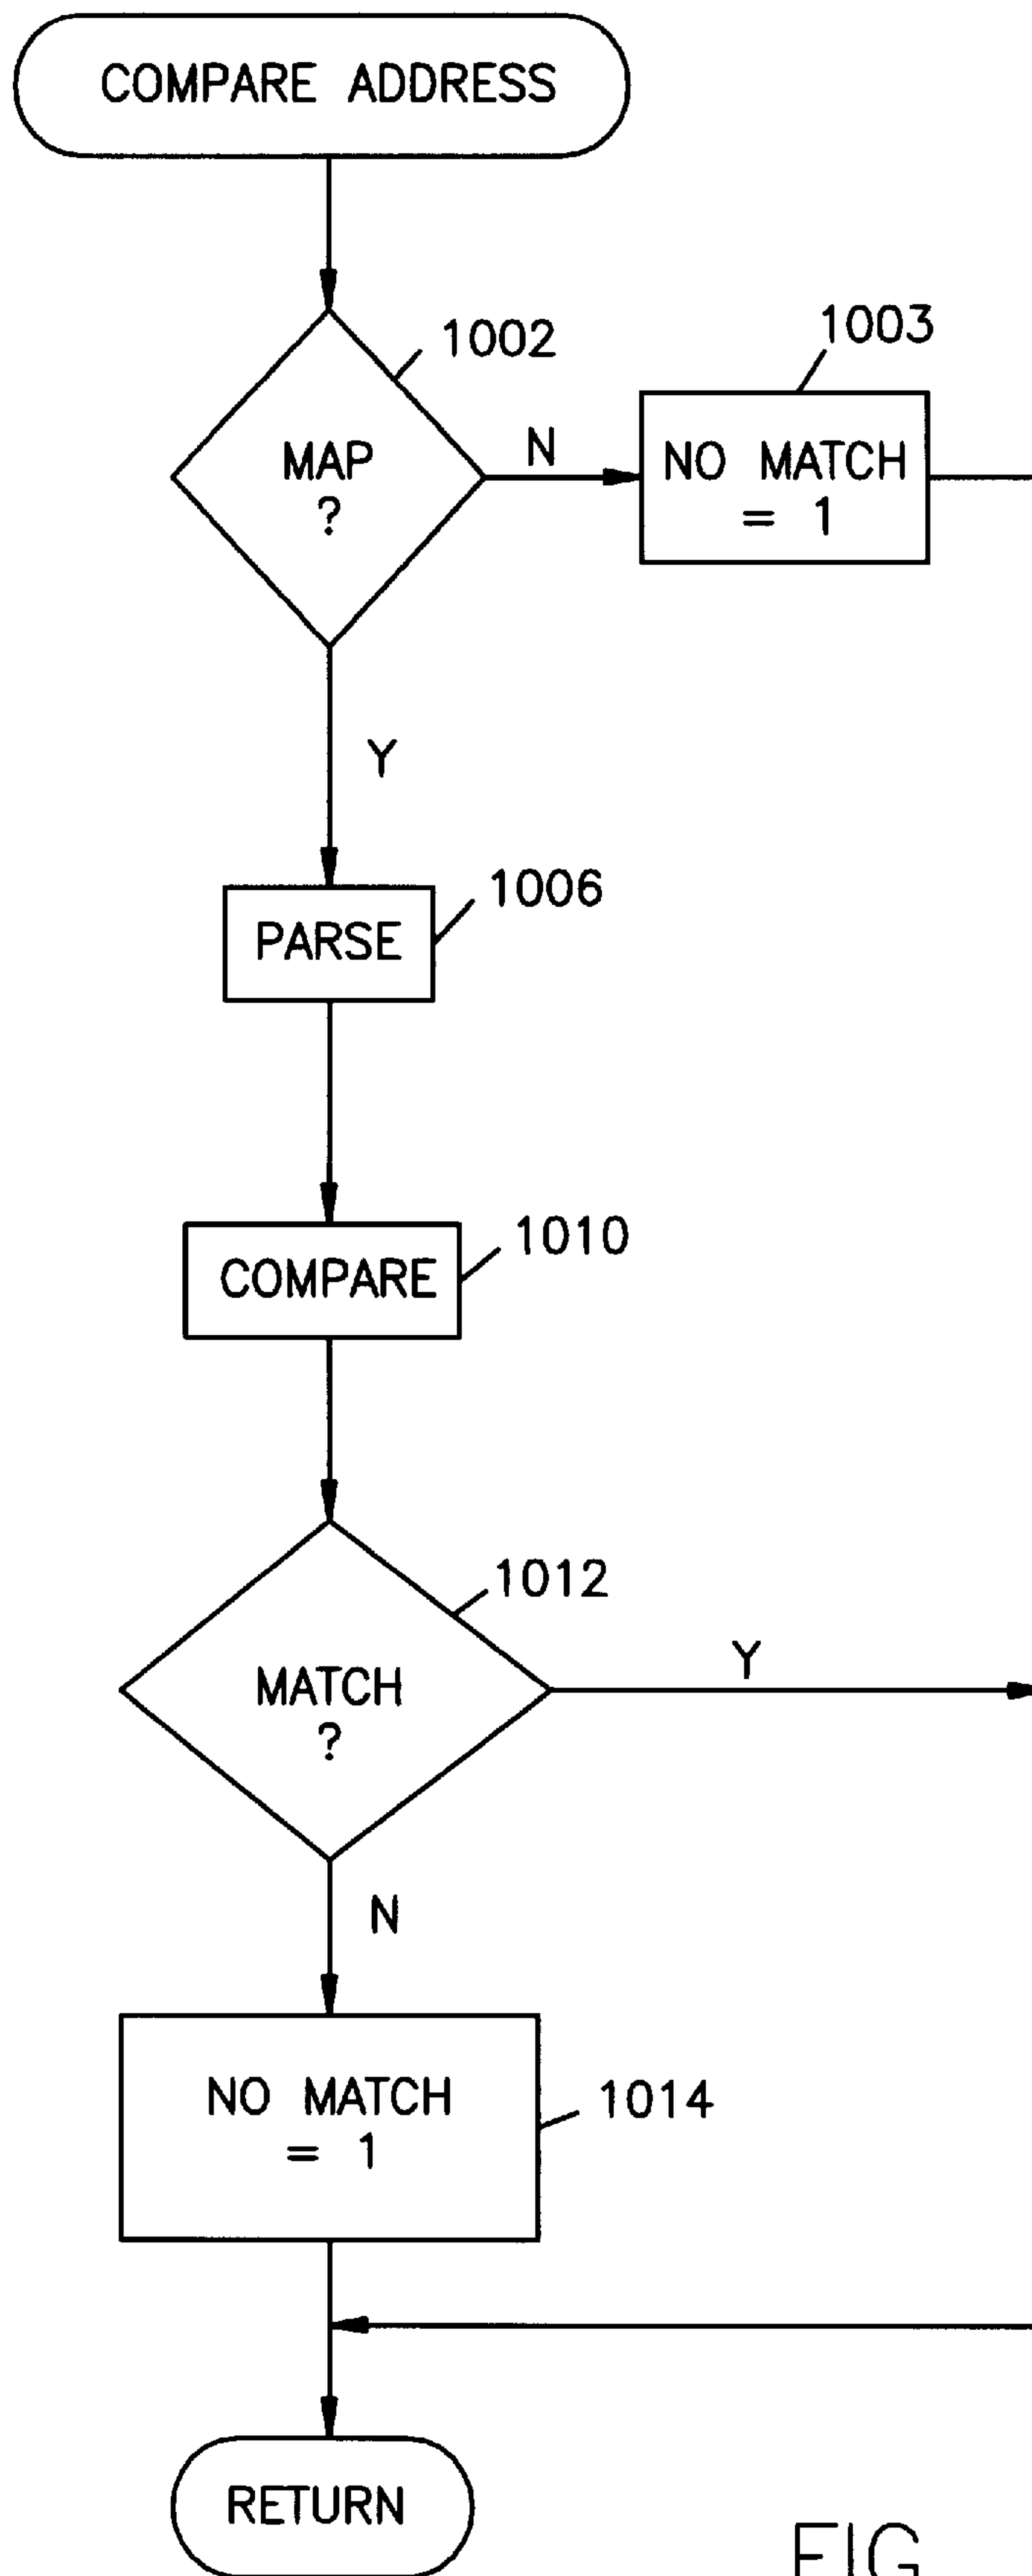 COMPARE ADDRESS
1002
1003
MAP
?
N
NO MATCH
= 1
Y
1006
PARSE
1010
COMPARE
1012
MATCH
?
Y
N
NO MATCH
= 1
1014
RETURN
FIG